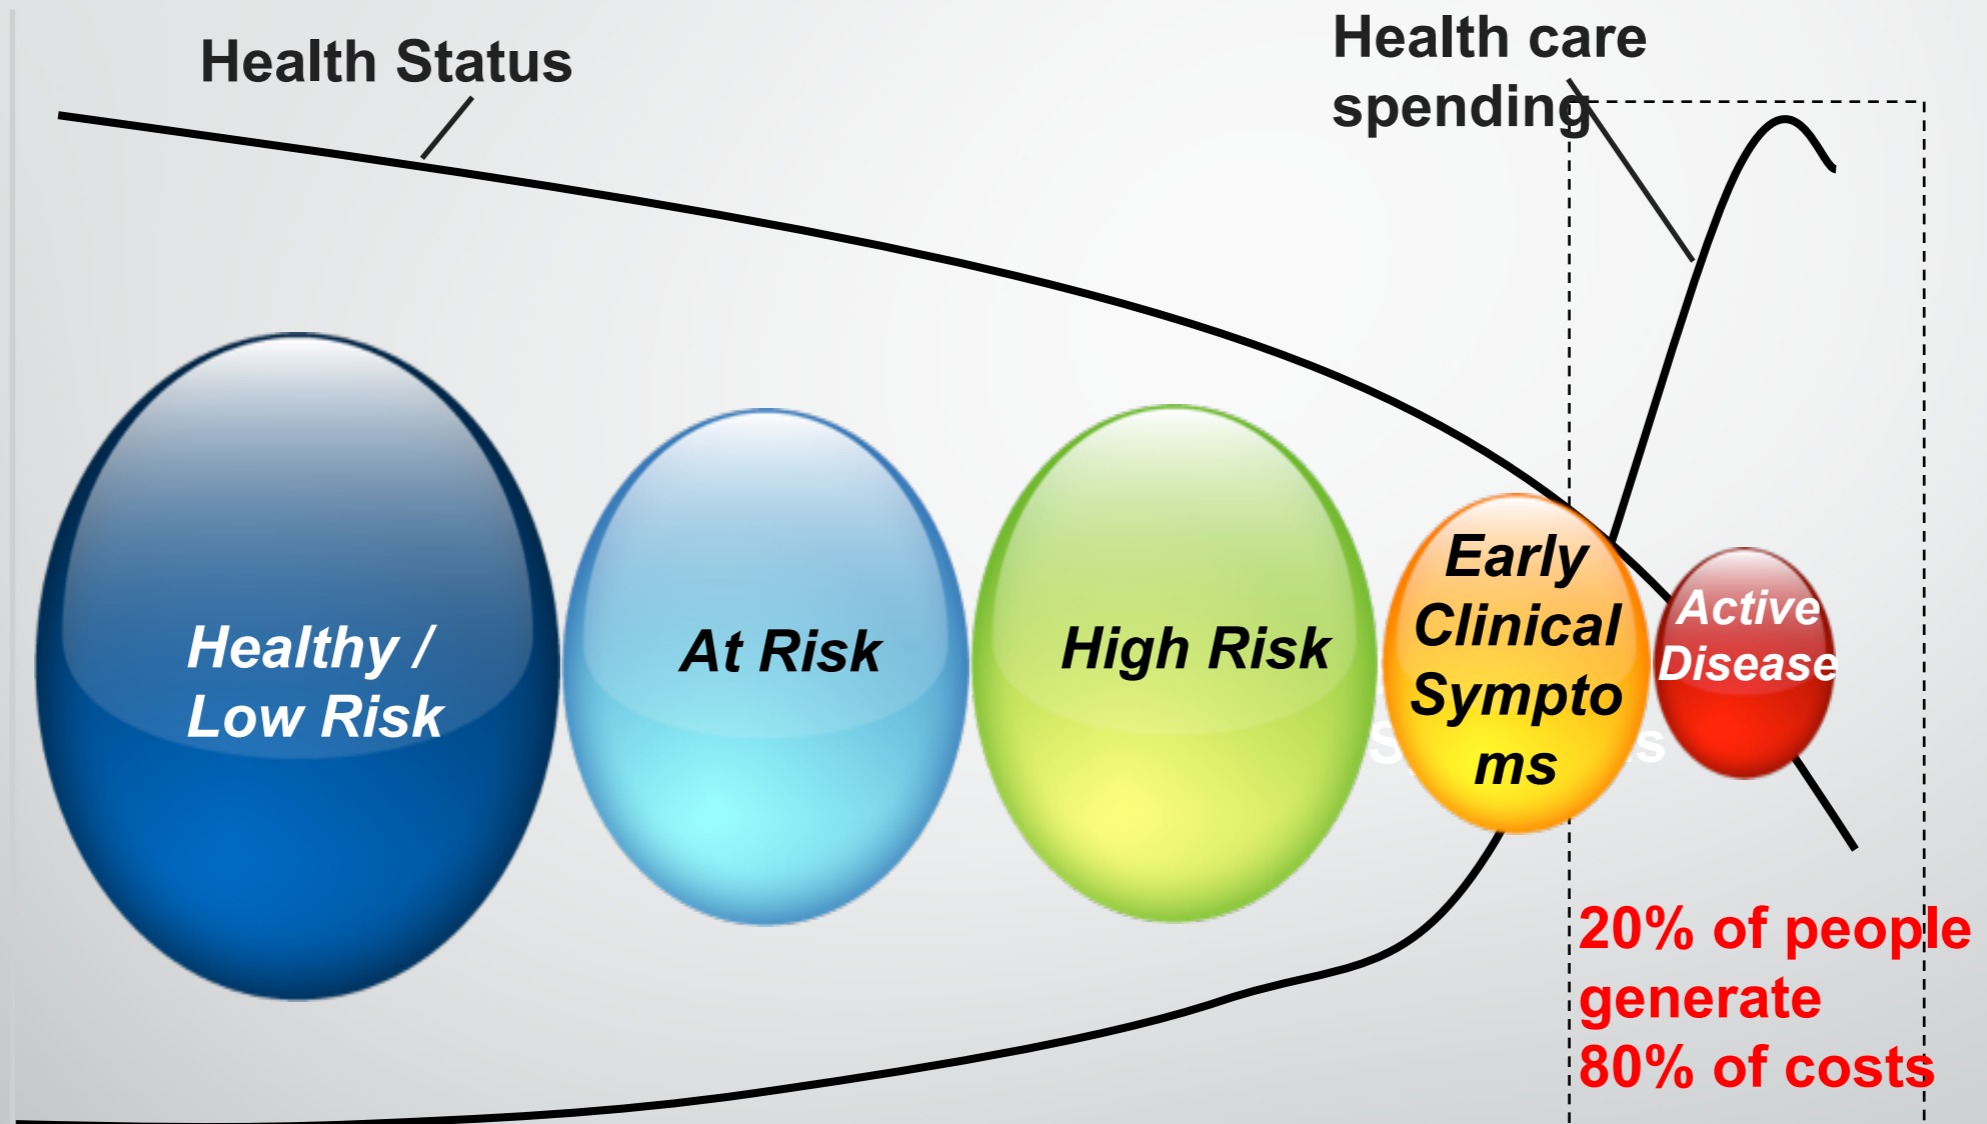 Health Status
Health care
spending
Healthy /
Low Risk
At Risk
High Risk
Early
Clinical
Sympto
ms
Active
Disease
20% of people
generate
80% of costs